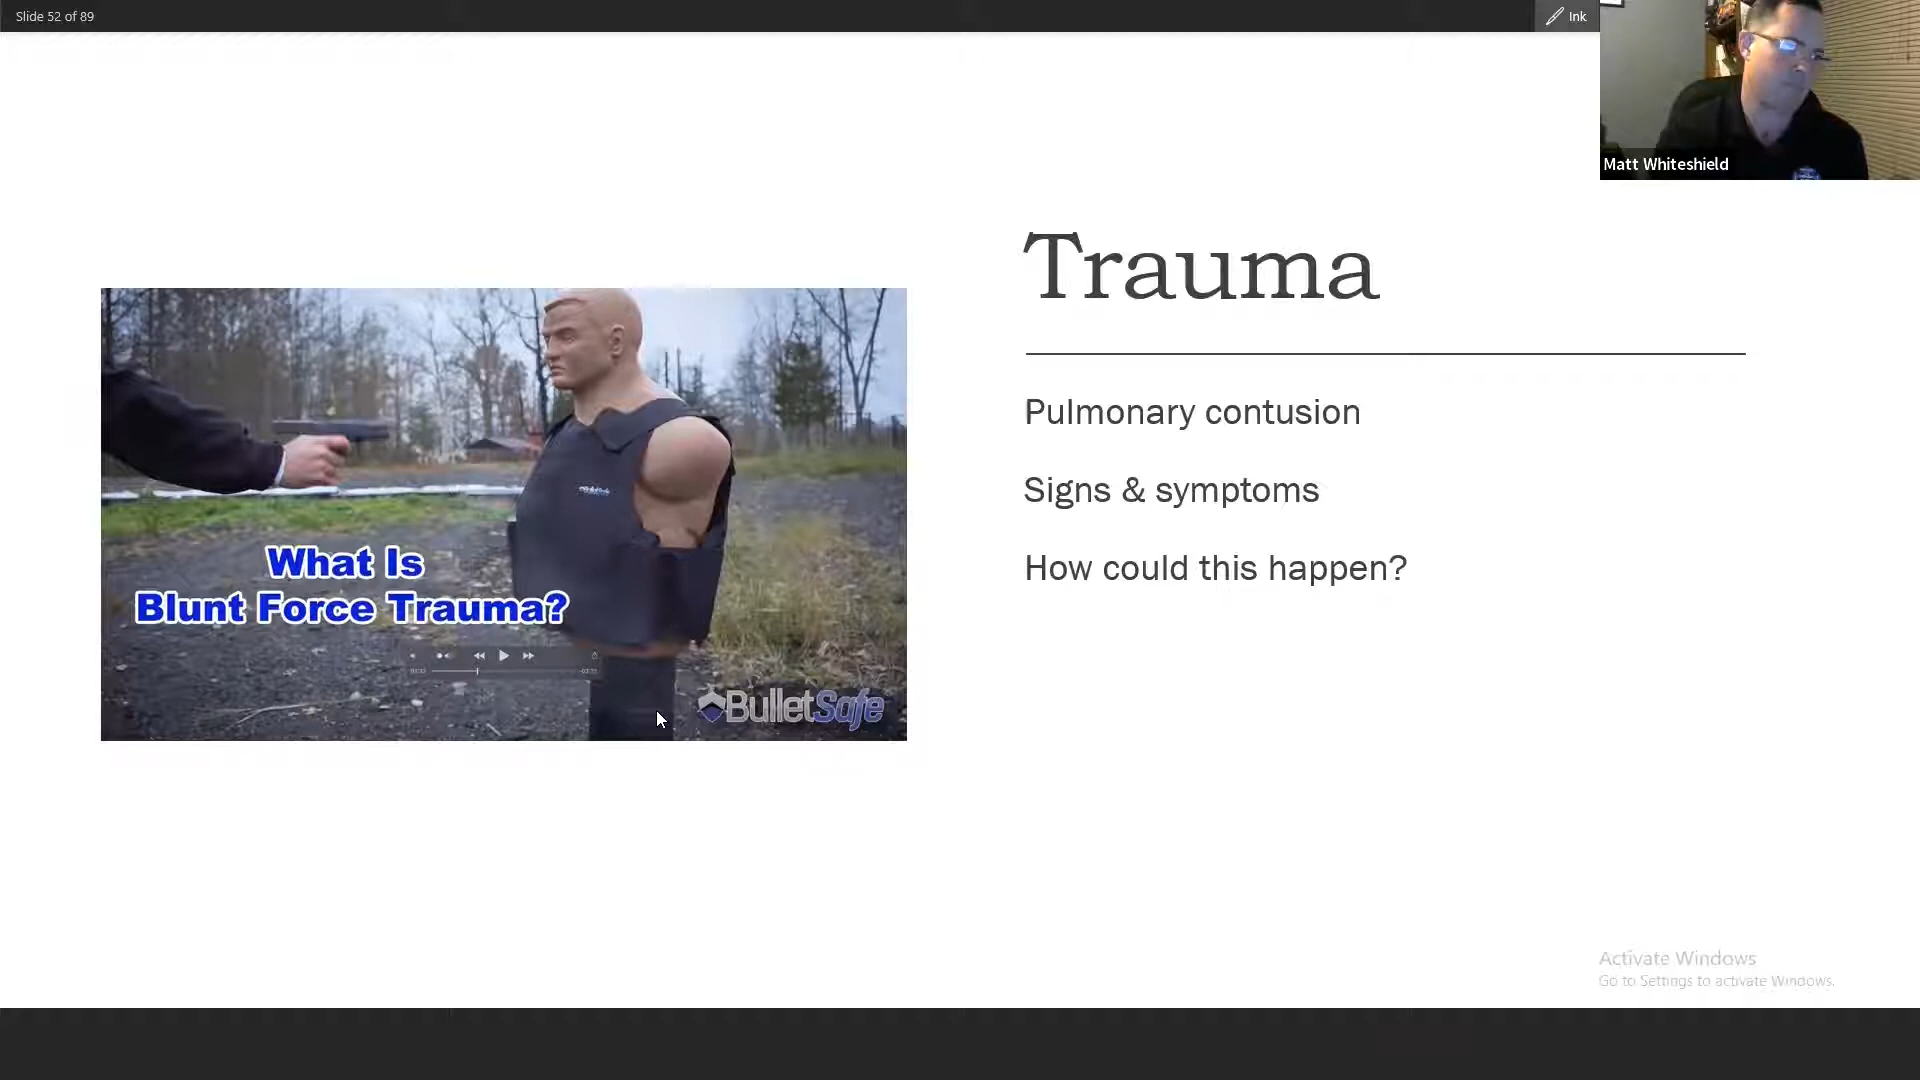 Slide 52 of 89
Ink
Matt Whiteshield
Trauma
Pulmonary contusion
Signs & symptoms
How could this happen?
What Is
Blunt Force Trauma?
BulletSafe
Activate Windows
Go to Settings to activate Windows.